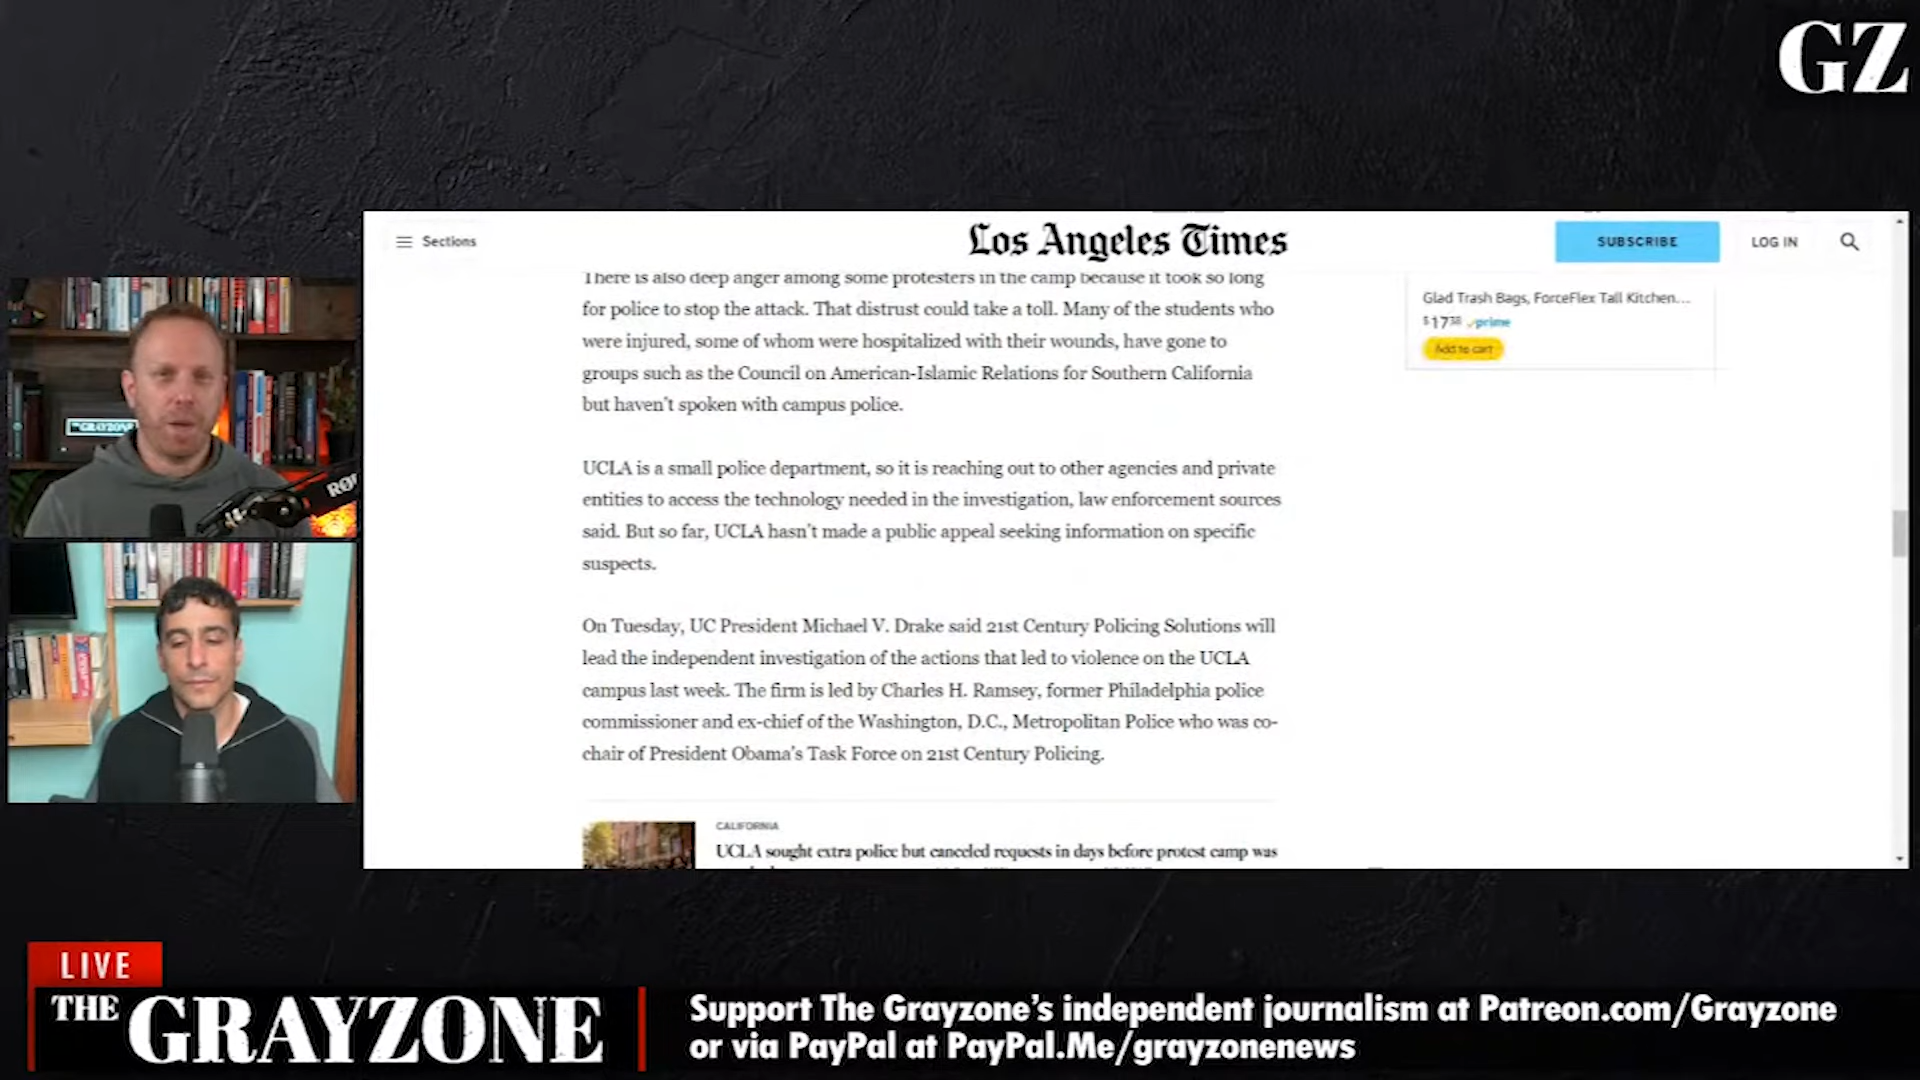 GZ
Sections
Los Angeles Times
SUBSCRIBE
LOG IN
There is also deep anger among some protesters in the camp because it took so long
for police to stop the attack. That distrust could take a toll. Many of the students who
were injured, some of whom were hospitalized with their wounds, have gone to
groups such as the Council on American-Islamic Relations for Southern California
but haven't spoken with campus police.
UCLA is a small police department, so it is reaching out to other agencies and private
entities to access the technology needed in the investigation, law enforcement sources
said. But so far, UCLA hasn't made a public appeal seeking information on specific
suspects.
On Tuesday, UC President Michael V. Drake said 21st Century Policing Solutions will
lead the independent investigation of the actions that led to violence on the UCLA
campus last week. The firm is led by Charles H. Ramsey, former Philadelphia police
commissioner and ex-chief of the Washington, D.C., Metropolitan Police who was co-
chair of President Obama's Task Force on 21st Century Policing.
CALIFORNIA
UCLA sought extra police but canceled requests in days before protest camp was
Glad Trash Bags, ForceFlex Tall Kitchen...
prime
Add to cart
THE GRAYZONE
LIVE
THE GRAYZONE
Support The Grayzone's independent journalism at Patreon.com/Grayzone
or via PayPal at PayPal.Me/grayzonenews